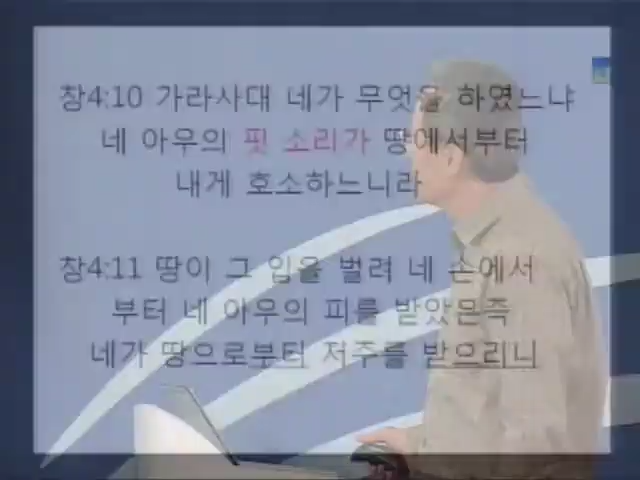 창4:10 가라사대 네가 무엇을 하였느냐
네 아우의 핏 소리가 땅에서부터
내게 호소하느니라
창4:11 땅이 그 입을 벌려 네 손에서
부터 네 아우의 피를 받았은즉
네가 땅으로부터 저주를 받으리니